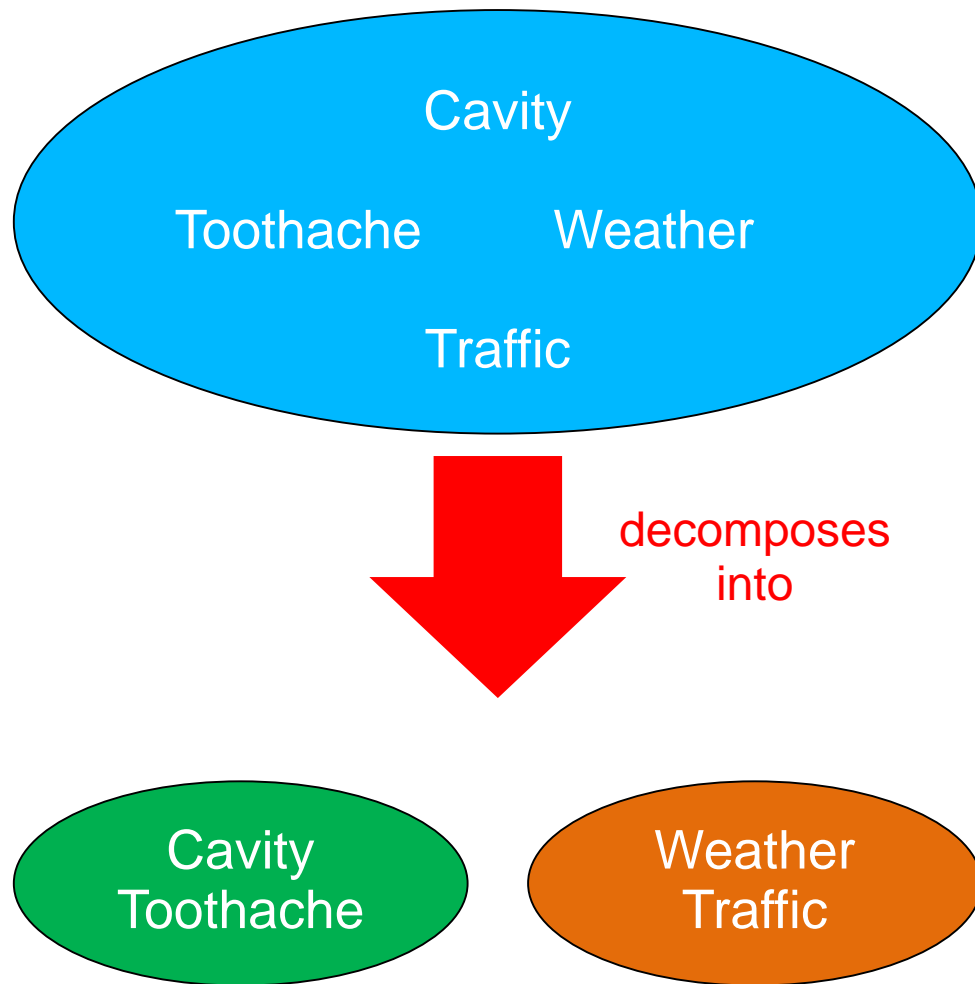 Cavity
Toothache Weather
Traffic
decomposes
into
Cavity
Toothache
Weather
Traffic